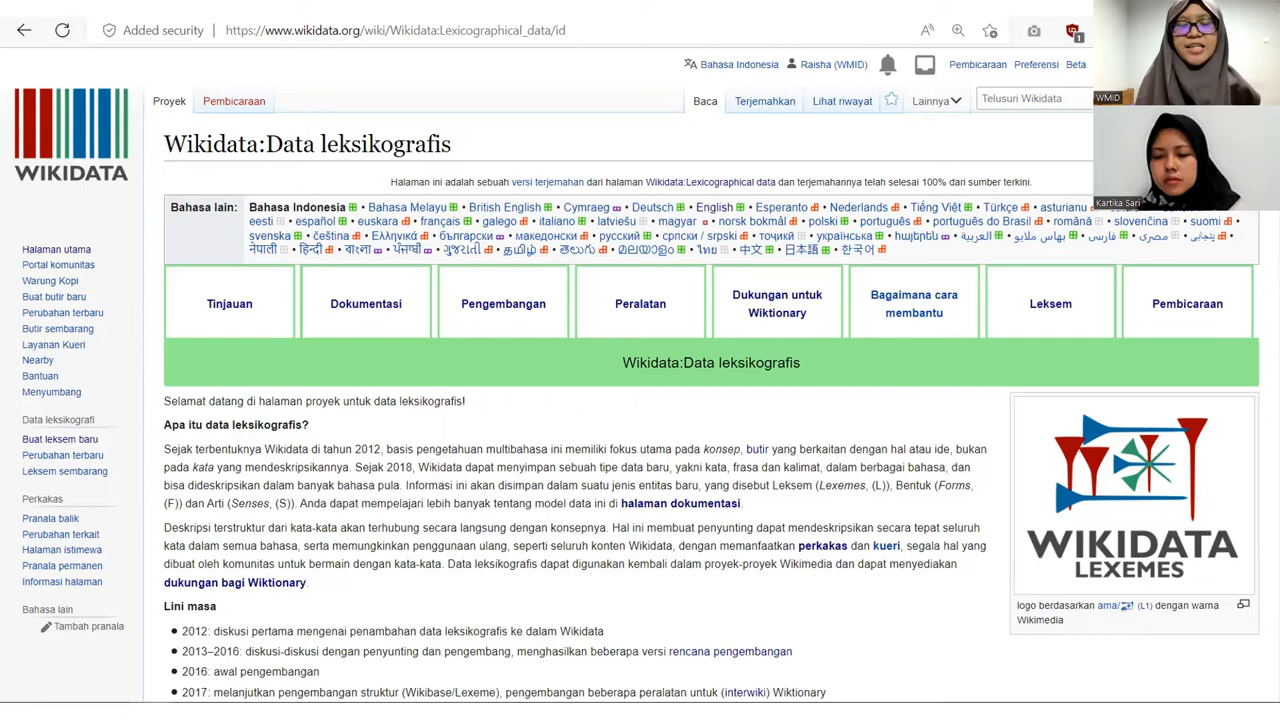 Added security
https://www.wikidata.org/wiki/Wikidata:Lexicographical_data/id
Bahasa Indonesia Raisha (WMID) Pembicaraan Preferensi Beta
WMID
Proyek Pembicaraan Baca Terjemahkan Lihat riwayat Lainnya Telusuri Wikidata
WIKIDATA
Wikidata:Data leksikografis
Kartika Sari
Halaman ini adalah sebuah versi terjemahan dari halaman Wikidata:Lexicographical data dan terjemahannya telah selesai 100% dari sumber terkini.
Bahasa lain: Bahasa Indonesia • Bahasa Melayu • British English • Cymraeg • Deutsch • English • Esperanto • Nederlands • Tiếng Việt • Türkçe • asturianu
eesti • español • euskara • français • galego • italiano • latviešu • magyar • norsk bokmål • polski • português • português do Brasil • română • slovenčina • suomi
svenska • čeština • Ελληνικά • български • македонски • русский • српски / srpski • тоҷикӣ • українська • հայերեն • العربية • بهاس ملايو • فارسی • مصرى • پنجابی
नेपाली • हिन्दी • বাংলা • ਪੰਜਾਬੀ • ગુજરાતી • தமிழ் • తెలుగు • മലയാളം • ไทย • 中文 • 日本語 • 한국어
Tinjauan
Dokumentasi
Pengembangan
Peralatan
Dukungan untuk
Wiktionary
Bagaimana cara
membantu
Leksem
Pembicaraan
Wikidata:Data leksikografis
Halaman utama
Portal komunitas
Warung Kopi
Buat butir baru
Perubahan terbaru
Butir sembarang
Layanan Kueri
Nearby
Bantuan
Menyumbang
Data leksikografi
Buat leksem baru
Perubahan terbaru
Leksem sembarang
Perkakas
Pranala balik
Perubahan terkait
Halaman istimewa
Pranala permanen
Informasi halaman
Bahasa lain
Tambah pranala
Selamat datang di halaman proyek untuk data leksikografis!
Apa itu data leksikografis?
Sejak terbentuknya Wikidata di tahun 2012, basis pengetahuan multibahasa ini memiliki fokus utama pada konsep, butir yang berkaitan dengan hal atau ide, bukan
pada kata yang mendeskripsikannya. Sejak 2018, Wikidata dapat menyimpan sebuah tipe data baru, yakni kata, frasa dan kalimat, dalam berbagai bahasa, dan
bisa dideskripsikan dalam banyak bahasa pula. Informasi ini akan disimpan dalam suatu jenis entitas baru, yang disebut Leksem (Lexemes, (L)), Bentuk (Forms,
(F)) dan Arti (Senses, (S)). Anda dapat mempelajari lebih banyak tentang model data ini di halaman dokumentasi.
Deskripsi terstruktur dari kata-kata akan terhubung secara langsung dengan konsepnya. Hal ini membuat penyunting dapat mendeskripsikan secara tepat seluruh
kata dalam semua bahasa, serta memungkinkan penggunaan ulang, seperti seluruh konten Wikidata, dengan memanfaatkan perkakas dan kueri, segala hal yang
dibuat oleh komunitas untuk bermain dengan kata-kata. Data leksikografis dapat digunakan kembali dalam proyek-proyek Wikimedia dan dapat menyediakan
dukungan bagi Wiktionary.
Lini masa
• 2012: diskusi pertama mengenai penambahan data leksikografis ke dalam Wikidata
• 2013–2016: diskusi-diskusi dengan penyunting dan pengembang, menghasilkan beberapa versi rencana pengembangan
• 2016: awal pengembangan
• 2017: melanjutkan pengembangan struktur (Wikibase/Lexeme), pengembangan beberapa peralatan untuk (interwiki) Wiktionary
WIKIDATA
LEXEMES
logo berdasarkan ama/ (L1) dengan warna
Wikimedia